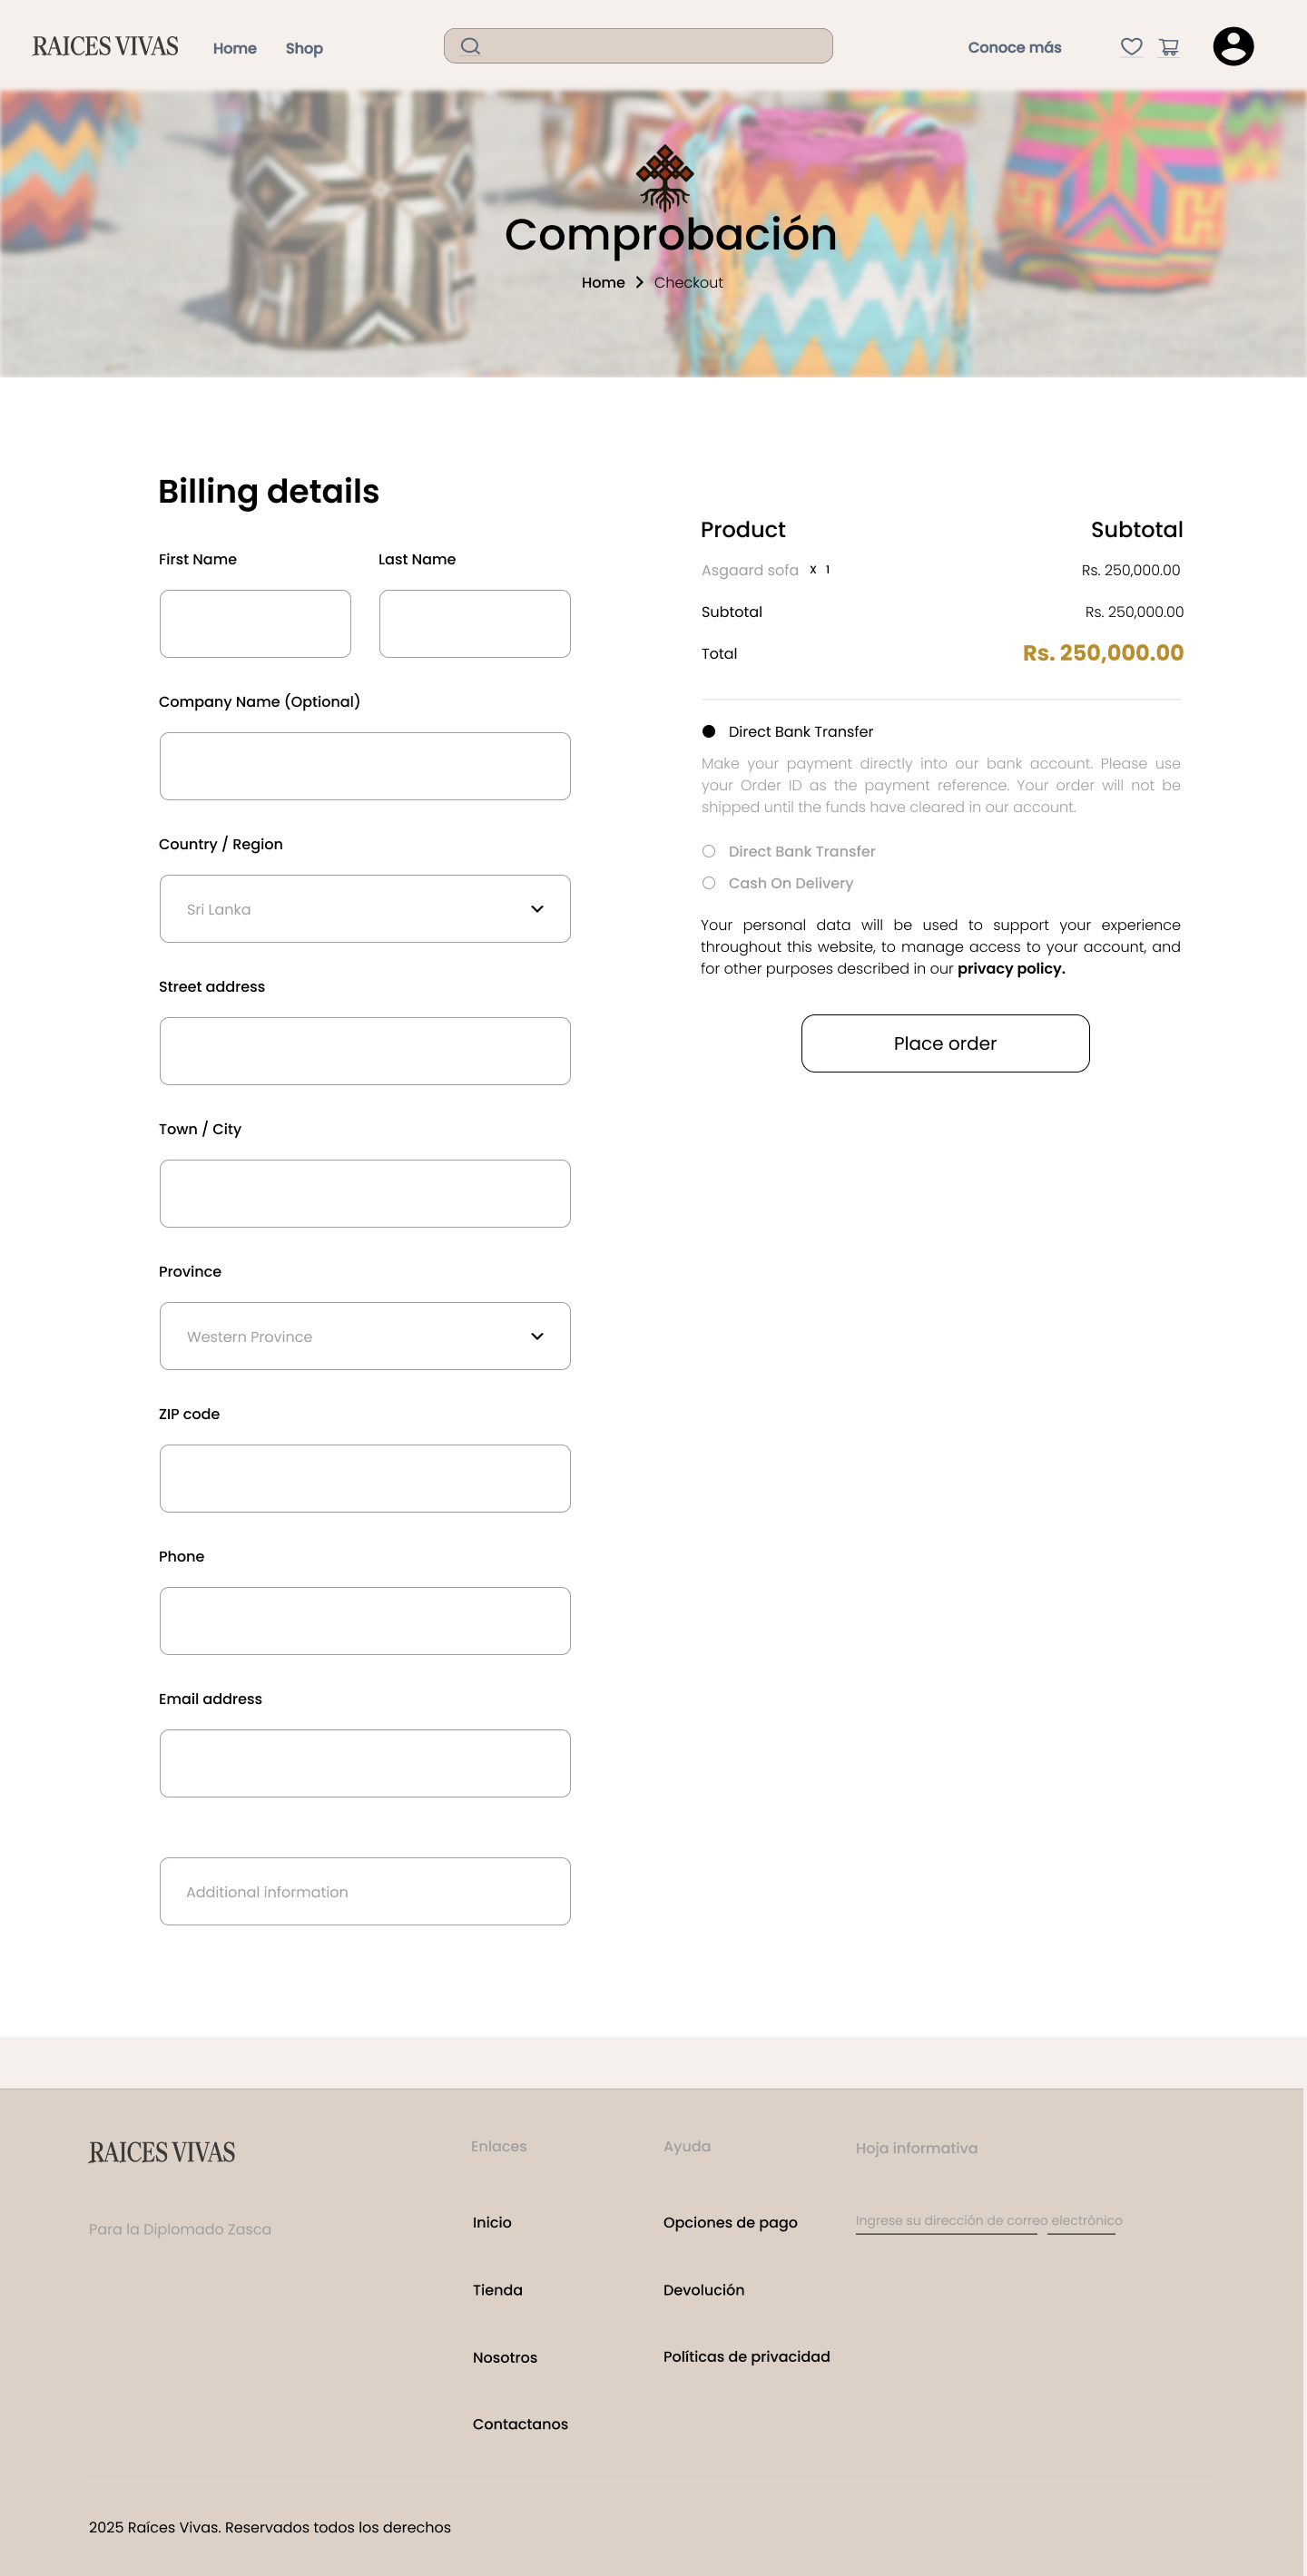 RAICES VIVAS
Home
Shop
Conoce más
Comprobación
Home
Checkout
Billing details
First Name
Last Name
Company Name (Optional)
Country / Region
Sri Lanka
Street address
Town / City
Province
Western Province
ZIP code
Phone
Email address
Additional information
Product
Subtotal
Asgaard sofa X 1
Rs. 250,000.00
Subtotal
Rs. 250,000.00
Total
Rs. 250,000.00
Direct Bank Transfer
Make your payment directly into our bank account. Please use
your Order ID as the payment reference. Your order will not be
shipped until the funds have cleared in our account.
Direct Bank Transfer
Cash On Delivery
Your personal data will be used to support your experience
throughout this website, to manage access to your account, and
for other purposes described in our privacy policy.
Place order
RAICES VIVAS
Para la Diplomado Zasca
Enlaces
Inicio
Tienda
Nosotros
Contactanos
Ayuda
Opciones de pago
Devolución
Políticas de privacidad
Hoja informativa
Ingrese su dirección de correo electrónico
2025 Raíces Vivas. Reservados todos los derechos